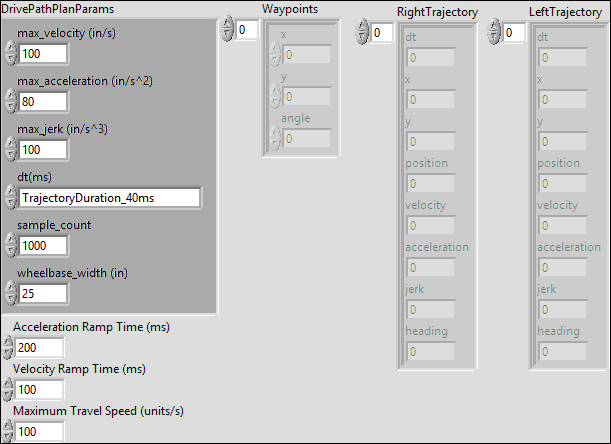 DrivePathPlanParams
max_velocity (in/s)
100
max_acceleration (in/s^2)
80
max_jerk (in/s^3)
100
dt(ms)
TrajectoryDuration_40ms
sample_count
1000
wheelbase_width (in)
25
Acceleration Ramp Time (ms)
200
Velocity Ramp Time (ms)
100
Maximum Travel Speed (units/s)
100
Waypoints
0
x
0
y
0
angle
0
RightTrajectory
0
dt
0
x
0
y
0
position
0
velocity
0
acceleration
0
jerk
0
heading
0
LeftTrajectory
0
dt
0
x
0
y
0
position
0
velocity
0
acceleration
0
jerk
0
heading
0